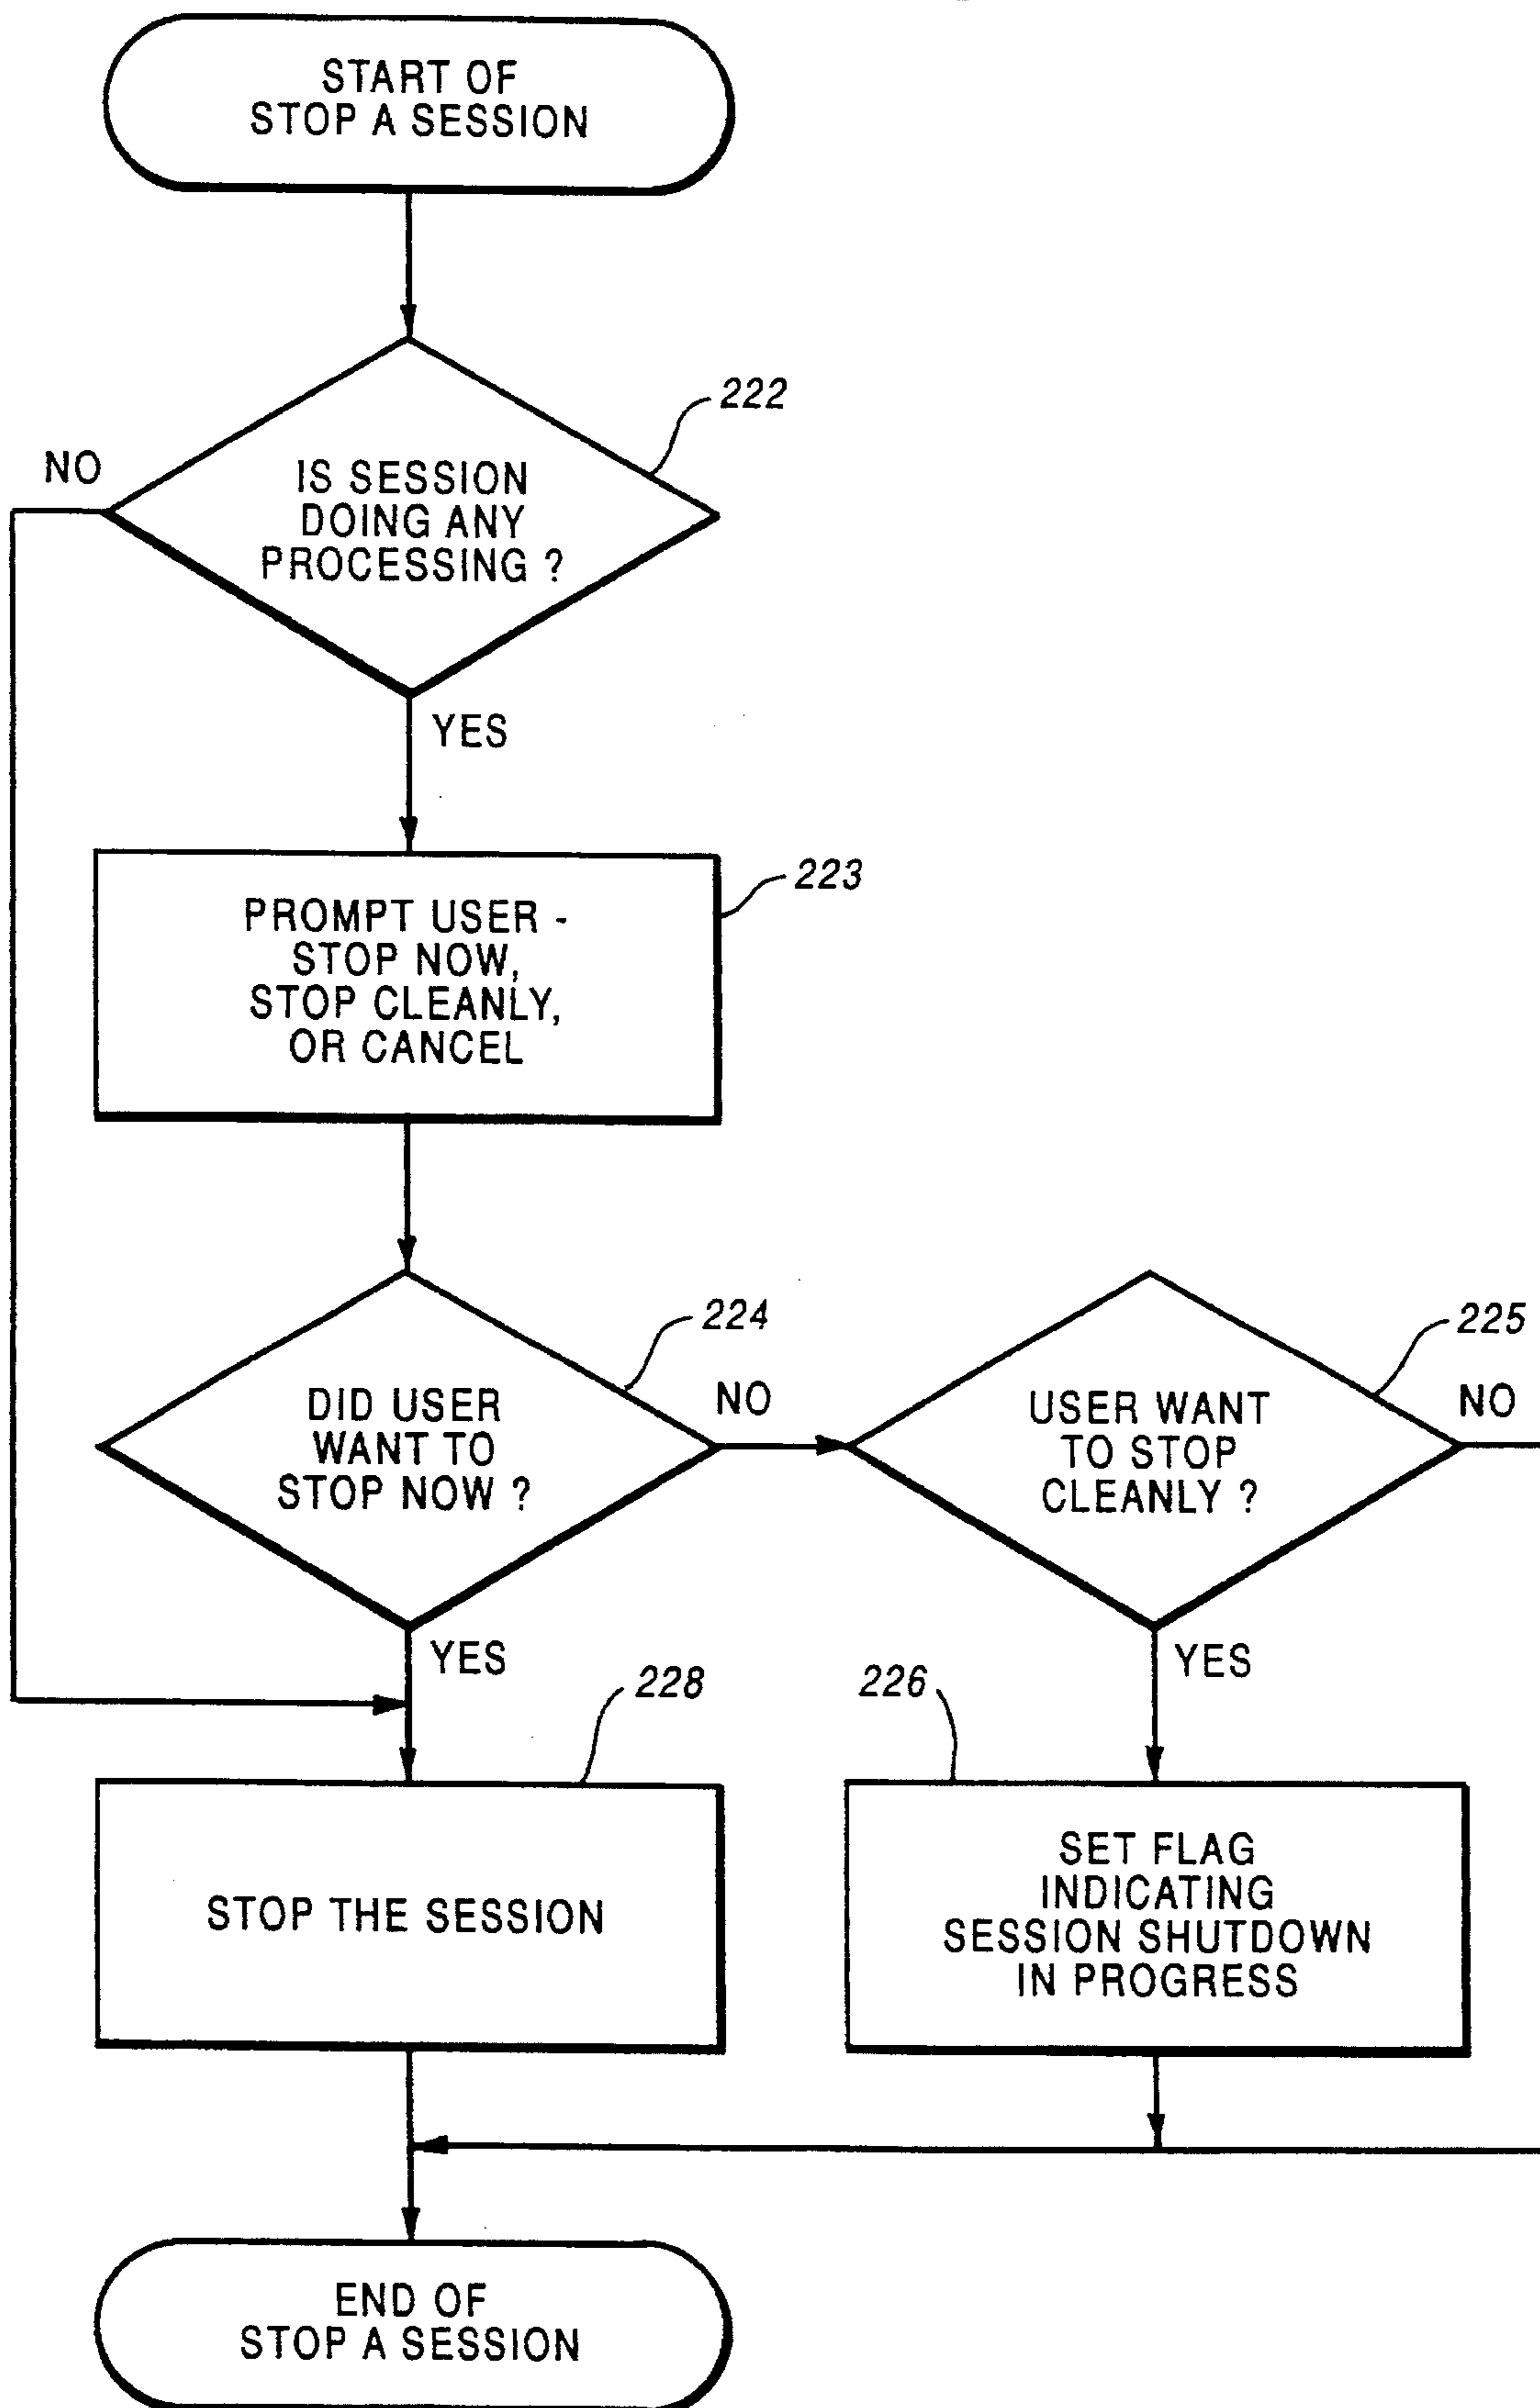 START OF
STOP A SESSION
222
NO
IS SESSION
DOING ANY
PROCESSING ?
YES
223
PROMPT USER -
STOP NOW,
STOP CLEANLY,
OR CANCEL
224
DID USER
WANT TO
STOP NOW ?
NO
225
USER WANT
TO STOP
CLEANLY ?
NO
YES
YES
228
226
STOP THE SESSION
SET FLAG
INDICATING
SESSION SHUTDOWN
IN PROGRESS
END OF
STOP A SESSION